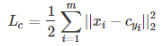 $L_c = \frac{1}{2} \sum_{i=1}^{m} ||x_i - c_{y_i}||_2^2$